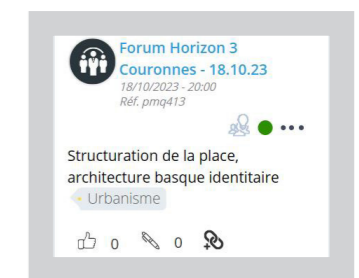 Forum Horizon 3
Couronnes - 18.10.23
18/10/2023 - 20:00
Réf. pmq413
Structuration de la place,
architecture basque identitaire
Urbanisme
0 0